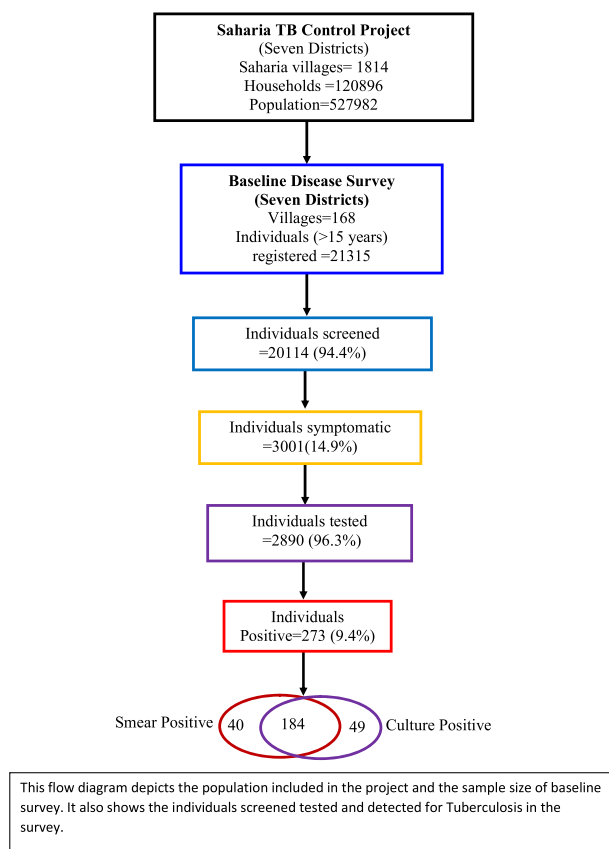 Saharia TB Control Project
(Seven Districts)
Saharia villages= 1814
Households =120896
Population=527982
Baseline Disease Survey
(Seven Districts)
Villages=168
Individuals (>15 years)
registered =21315
Individuals screened
=20114 (94.4%)
Individuals symptomatic
=3001(14.9%)
Individuals tested
=2890 (96.3%)
Individuals
Positive=273 (9.4%)
Smear Positive 40 184 49 Culture Positive
This flow diagram depicts the population included in the project and the sample size of baseline
survey. It also shows the individuals screened tested and detected for Tuberculosis in the
survey.